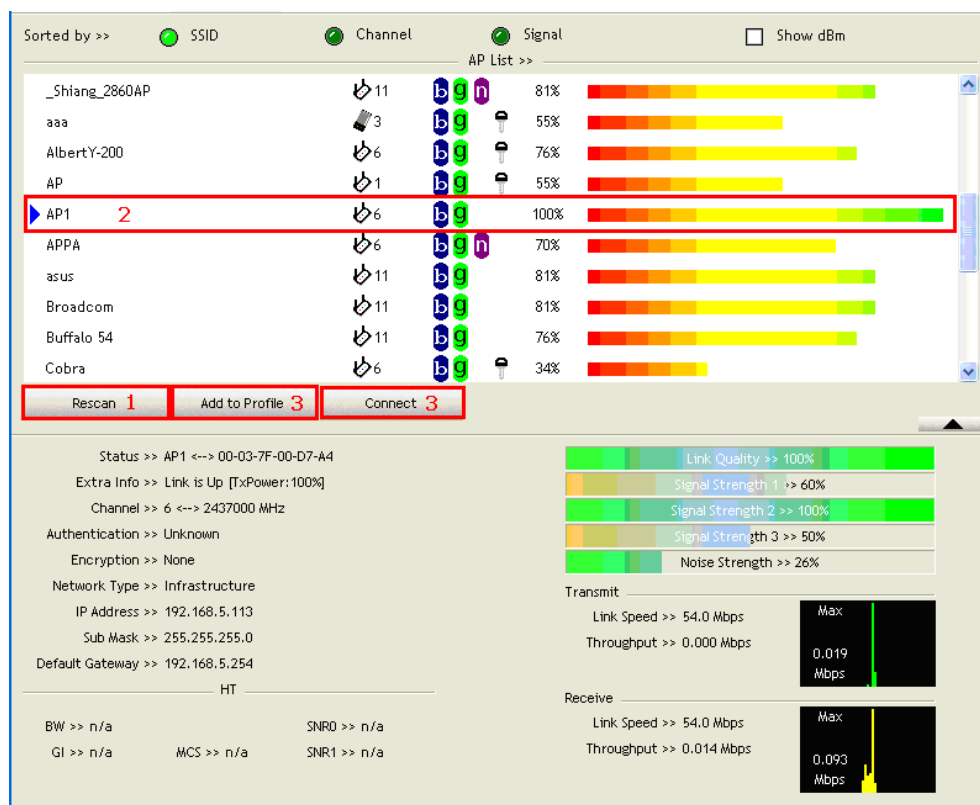 Sorted by >> SSID Channel Signal Show dBm
AP List >>
_Shiang_2860AP 11 b g n 81%
aaa 3 b g 55%
AlbertY-200 6 b g 76%
AP 1 b g 55%
AP1 2 6 b g 100%
APPA 6 b g n 70%
asus 11 b g 81%
Broadcom 11 b g 81%
Buffalo 54 11 b g 76%
Cobra 6 b g 34%
Rescan 1 Add to Profile 3 Connect 3
Status >> AP1 <--> 00-03-7F-00-D7-A4
Extra Info >> Link is Up [TxPower:100%]
Channel >> 6 <--> 2437000 MHz
Authentication >> Unknown
Encryption >> None
Network Type >> Infrastructure
IP Address >> 192.168.5.113
Sub Mask >> 255.255.255.0
Default Gateway >> 192.168.5.254
HT
BW >> n/a SNR0 >> n/a
GI >> n/a MCS >> n/a SNR1 >> n/a
Link Quality >> 100%
Signal Strength 1 >> 60%
Signal Strength 2 >> 100%
Signal Strength 3 >> 50%
Noise Strength >> 26%
Transmit
Link Speed >> 54.0 Mbps
Throughput >> 0.000 Mbps
Max
0.019
Mbps
Receive
Link Speed >> 54.0 Mbps
Throughput >> 0.014 Mbps
Max
0.093
Mbps